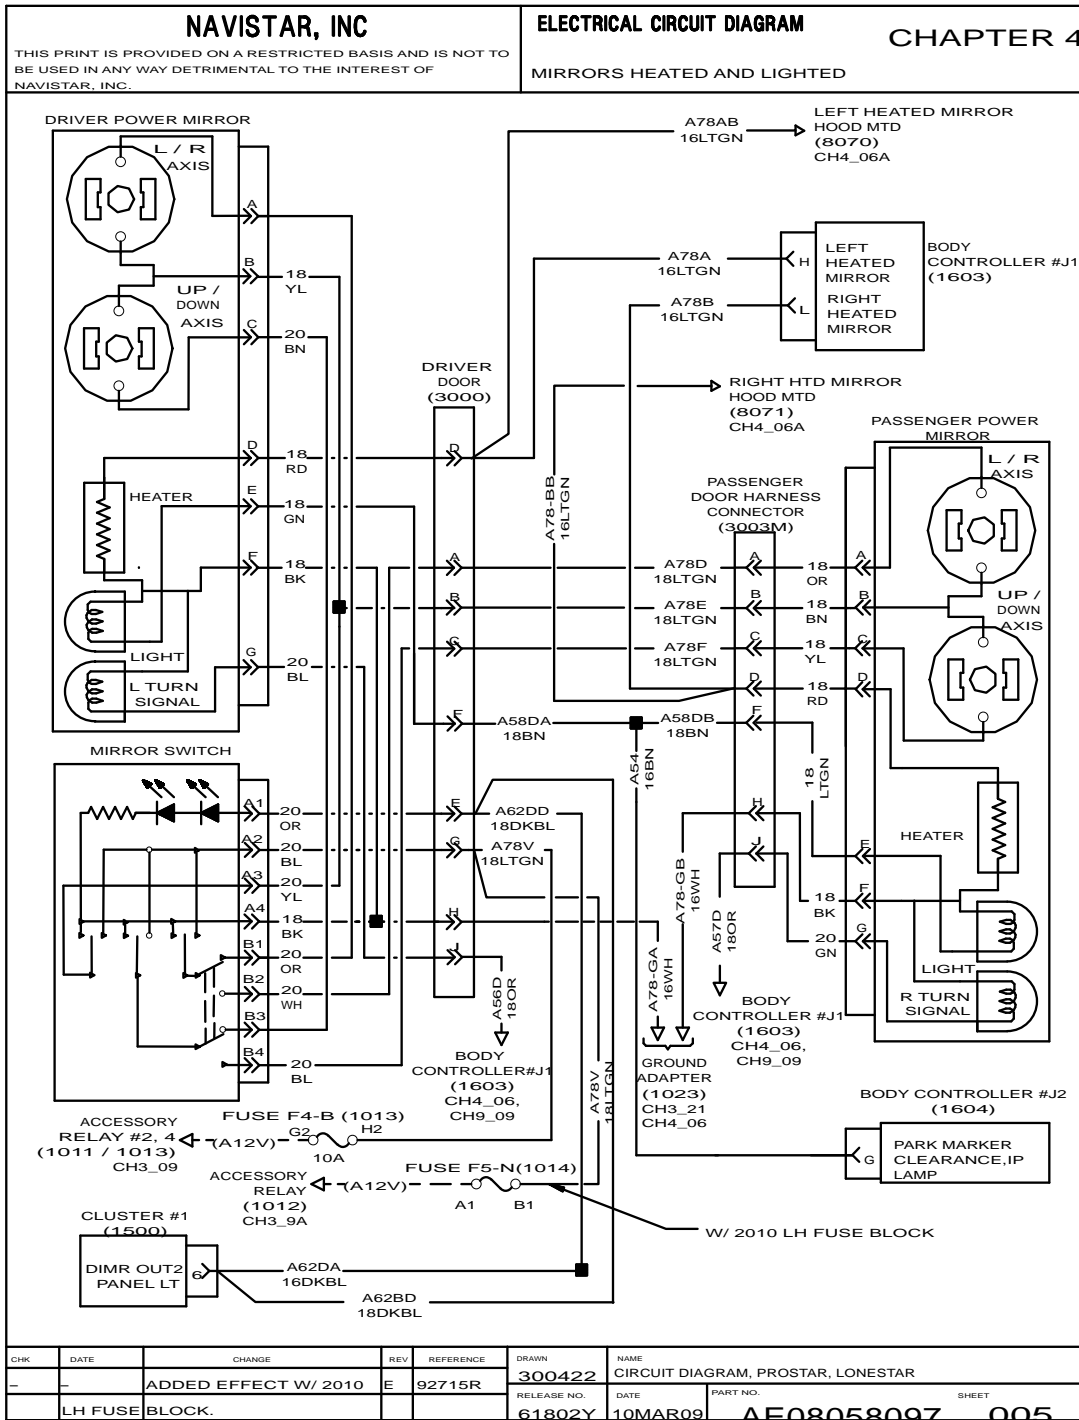 NAVISTAR, INC
THIS PRINT IS PROVIDED ON A RESTRICTED BASIS AND IS NOT TO
BE USED IN ANY WAY DETRIMENTAL TO THE INTEREST OF
NAVISTAR, INC.
ELECTRICAL CIRCUIT DIAGRAM
CHAPTER 4
MIRRORS HEATED AND LIGHTED
DRIVER POWER MIRROR
L / R
AXIS
UP /
DOWN
AXIS
HEATER
LIGHT
L TURN
SIGNAL
A
B
18
YL
C
20
BN
D
18
RD
E
18
GN
F
18
BK
G
20
BL
MIRROR SWITCH
A1
20
OR
A2
20
BL
A3
20
YL
A4
18
BK
B1
20
OR
B2
20
WH
B3
B4
20
BL
DRIVER
DOOR
(3000)
D
A
B
C
F
E
G
H
J
A78AB
16LTGN
LEFT HEATED MIRROR
HOOD MTD
(8070)
CH4_06A
A78A
16LTGN
H
LEFT
HEATED
MIRROR
BODY
CONTROLLER #J1
(1603)
A78B
16LTGN
L
RIGHT
HEATED
MIRROR
RIGHT HTD MIRROR
HOOD MTD
(8071)
CH4_06A
A78-BB
16LTGN
PASSENGER
DOOR HARNESS
CONNECTOR
(3003M)
A78D
18LTGN
A
18
OR
A
A78E
18LTGN
B
18
BN
B
A78F
18LTGN
C
18
YL
C
D
18
RD
D
A58DA
18BN
A58DB
18BN
F
A54
16BN
18
LTGN
H
J
E
18
BK
F
20
GN
G
PASSENGER POWER
MIRROR
L / R
AXIS
UP /
DOWN
AXIS
HEATER
LIGHT
R TURN
SIGNAL
A62DD
18DKBL
A78V
18LTGN
A78-GB
16WH
A57D
18OR
A78-GA
16WH
A56D
18OR
BODY
CONTROLLER#J1
(1603)
CH4_06,
CH9_09
A78V
18LTGN
GROUND
ADAPTER
(1023)
CH3_21
CH4_06
BODY
CONTROLLER #J1
(1603)
CH4_06,
CH9_09
BODY CONTROLLER #J2
(1604)
G
PARK MARKER
CLEARANCE,IP
LAMP
ACCESSORY
RELAY #2, 4
(1011 / 1013)
CH3_09
(A12V)
FUSE F4-B (1013)
G2
H2
10A
ACCESSORY
RELAY
(1012)
CH3_9A
(A12V)
FUSE F5-N(1014)
A1
B1
W/ 2010 LH FUSE BLOCK
CLUSTER #1
(1500)
DIMR OUT2
PANEL LT
6
A62DA
16DKBL
A62BD
18DKBL
CHK DATE CHANGE REV REFERENCE
– – ADDED EFFECT W/ 2010 E 92715R
LH FUSE BLOCK.
DRAWN
300422
NAME
CIRCUIT DIAGRAM, PROSTAR, LONESTAR
RELEASE NO.
61802Y
DATE
10MAR09
PART NO.
AE08058097
SHEET
005